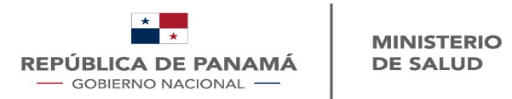 REPÚBLICA DE PANAMÁ
— GOBIERNO NACIONAL —
MINISTERIO
DE SALUD